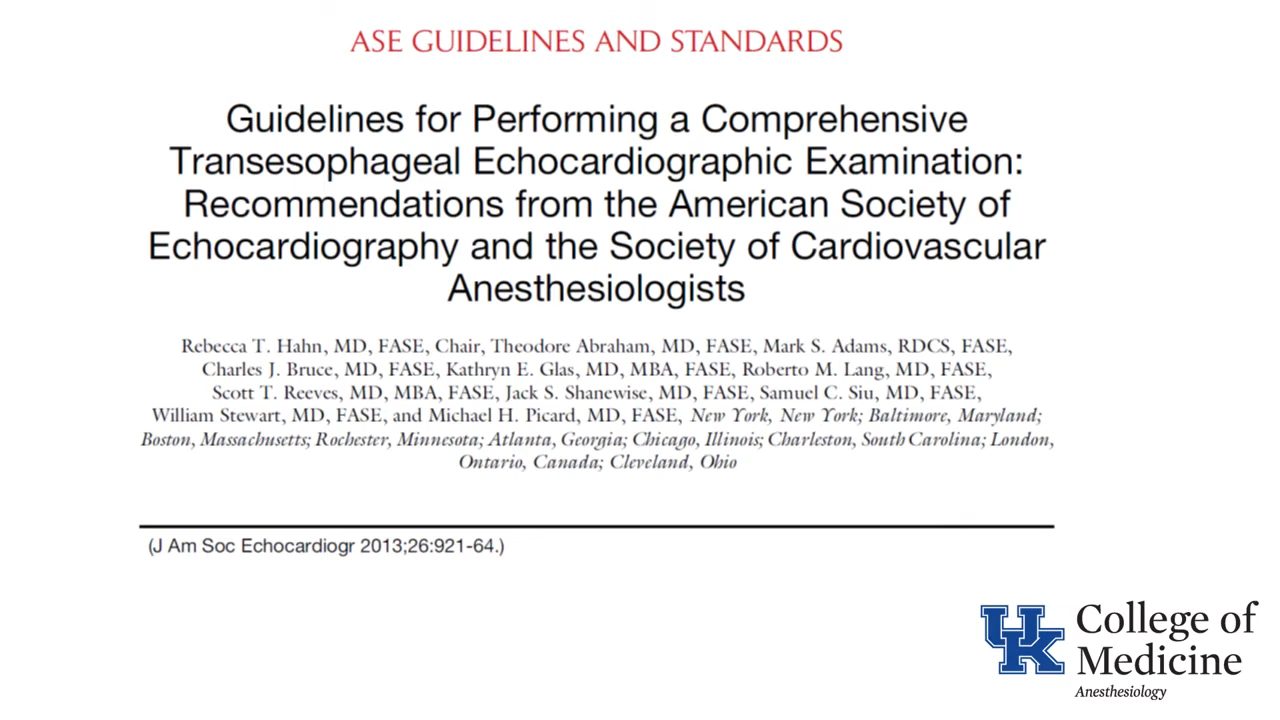 ASE GUIDELINES AND STANDARDS
Guidelines for Performing a Comprehensive
Transesophageal Echocardiographic Examination:
Recommendations from the American Society of
Echocardiography and the Society of Cardiovascular
Anesthesiologists
Rebecca T. Hahn, MD, FASE, Chair, Theodore Abraham, MD, FASE, Mark S. Adams, RDCS, FASE,
Charles J. Bruce, MD, FASE, Kathryn E. Glas, MD, MBA, FASE, Roberto M. Lang, MD, FASE,
Scott T. Reeves, MD, MBA, FASE, Jack S. Shanewise, MD, FASE, Samuel C. Siu, MD, FASE,
William Stewart, MD, FASE, and Michael H. Picard, MD, FASE, New York, New York; Baltimore, Maryland;
Boston, Massachusetts; Rochester, Minnesota; Atlanta, Georgia; Chicago, Illinois; Charleston, South Carolina; London,
Ontario, Canada; Cleveland, Ohio
(J Am Soc Echocardiogr 2013;26:921-64.)
UK
College of
Medicine
Anesthesiology